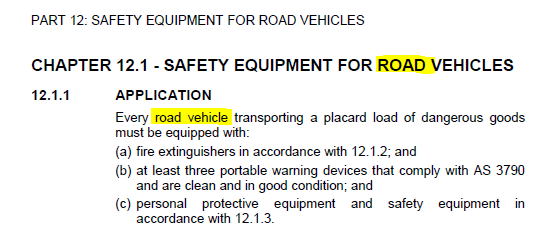 PART 12: SAFETY EQUIPMENT FOR ROAD VEHICLES
CHAPTER 12.1 - SAFETY EQUIPMENT FOR ROAD VEHICLES
12.1.1 APPLICATION
Every road vehicle transporting a placard load of dangerous goods
must be equipped with:
(a) fire extinguishers in accordance with 12.1.2; and
(b) at least three portable warning devices that comply with AS 3790
and are clean and in good condition; and
(c) personal protective equipment and safety equipment in
accordance with 12.1.3.